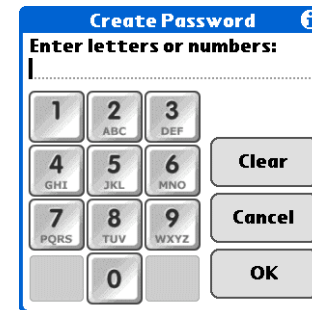 Create Password
Enter letters or numbers:
1
2
ABC
3
DEF
4
GHI
5
JKL
6
MNO
7
PQRS
8
TUV
9
WXYZ
0
Clear
Cancel
OK